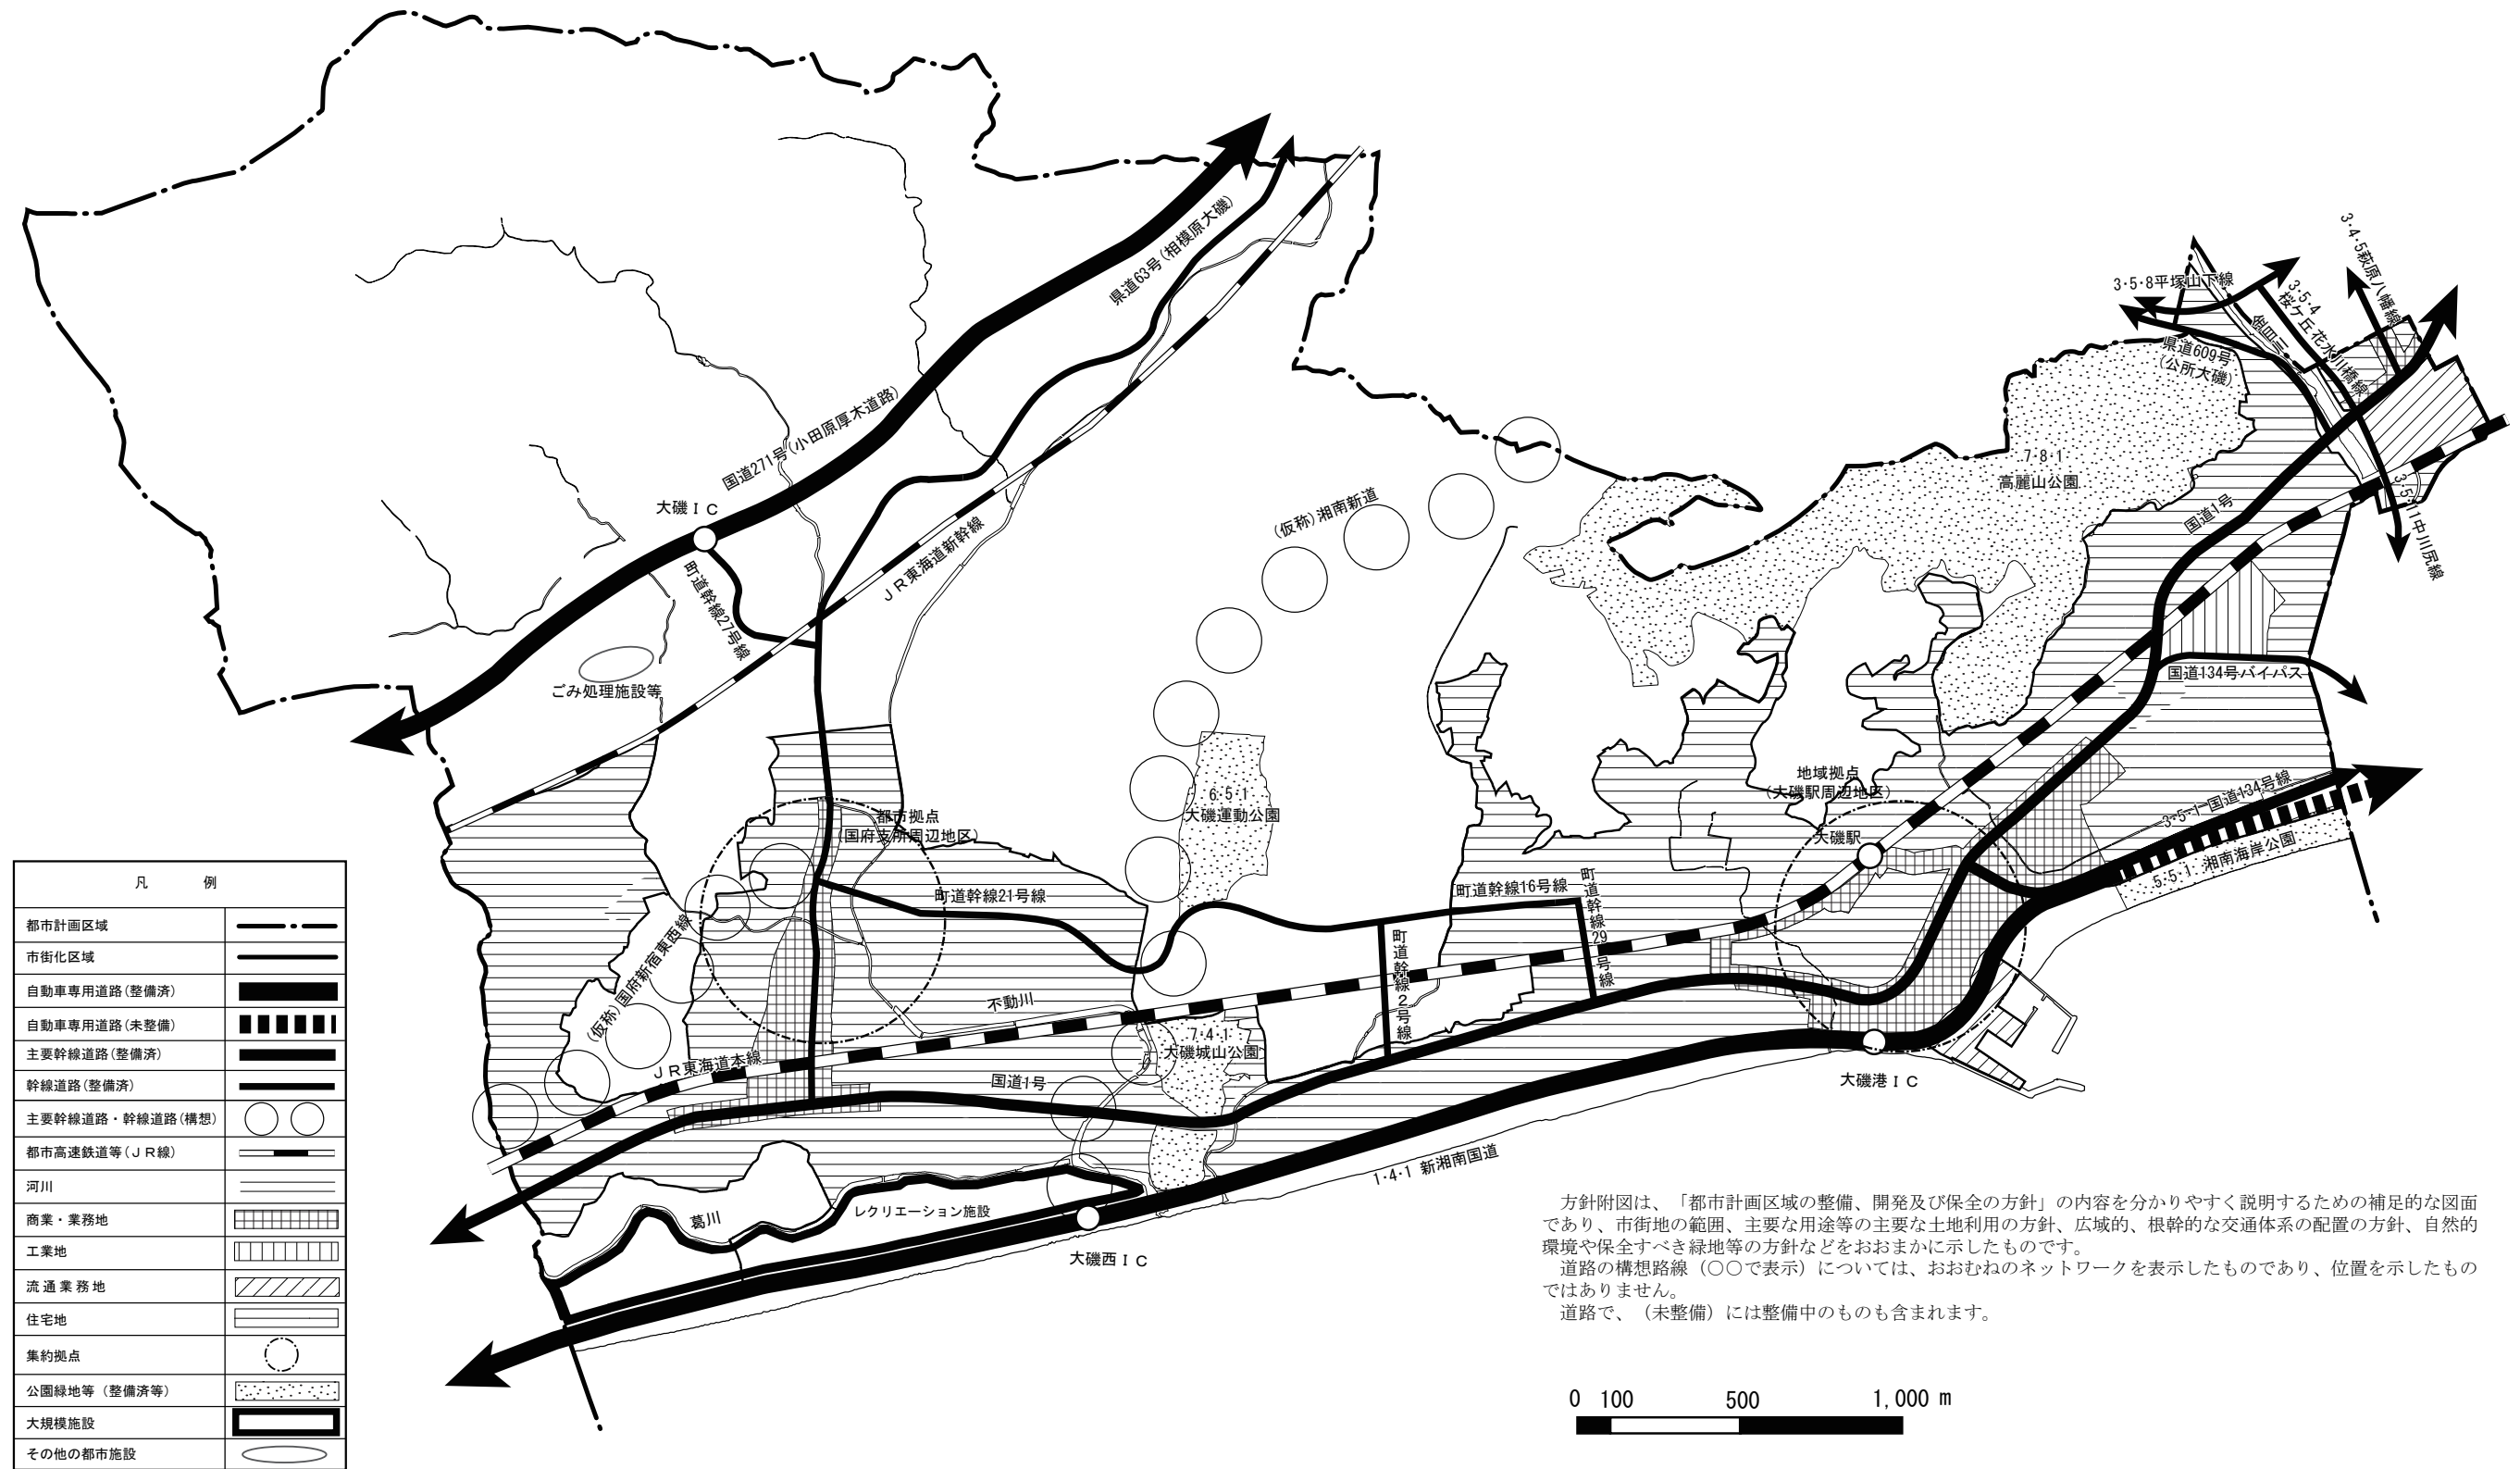 3・4・5萩原八幡線
3・5・8平塚山下線
3・5・4
桜ケ丘花水川橋線
金目川
県道609号
(公所大磯)
県道63号(相模原大磯)
国道271号(小田原厚木道路)
大磯ＩＣ
町道幹線27号線
ＪＲ東海道新幹線
ごみ処理施設等
(仮称)湘南新道
7・8・1
高麗山公園
国道1号
3・5・11中川尻線
国道134号バイパス
都市拠点
(国府支所周辺地区)
6・5・1
大磯運動公園
地域拠点
(大磯駅周辺地区)
大磯駅
3・5・1 国道134号線
5・5・1 湘南海岸公園
町道幹線21号線
町道幹線16号線
町道幹線29号線
町道幹線2号線
(仮称)国府新宿東西線
不動川
7・4・1
大磯城山公園
ＪＲ東海道本線
国道1号
大磯港ＩＣ
1・4・1 新湘南国道
葛川
レクリエーション施設
大磯西ＩＣ
凡　例
都市計画区域
市街化区域
自動車専用道路(整備済)
自動車専用道路(未整備)
主要幹線道路(整備済)
幹線道路(整備済)
主要幹線道路・幹線道路(構想)
都市高速鉄道等(ＪＲ線)
河川
商業・業務地
工業地
流通業務地
住宅地
集約拠点
公園緑地等（整備済等）
大規模施設
その他の都市施設
方針附図は、「都市計画区域の整備、開発及び保全の方針」の内容を分かりやすく説明するための補足的な図面
であり、市街地の範囲、主要な用途等の主要な土地利用の方針、広域的、根幹的な交通体系の配置の方針、自然的
環境や保全すべき緑地等の方針などをおおまかに示したものです。
道路の構想路線（〇〇で表示）については、おおむねのネットワークを表示したものであり、位置を示したもの
ではありません。
道路で、（未整備）には整備中のものも含まれます。
0 100 500 1,000 m